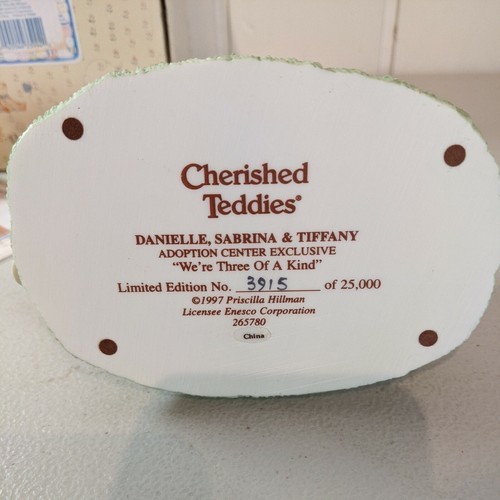 Cherished
Teddies®
DANIELLE, SABRINA & TIFFANY
ADOPTION CENTER EXCLUSIVE
"We're Three Of A Kind"
Limited Edition No. 3915 of 25,000
©1997 Priscilla Hillman
Licensee Enesco Corporation
265780
China